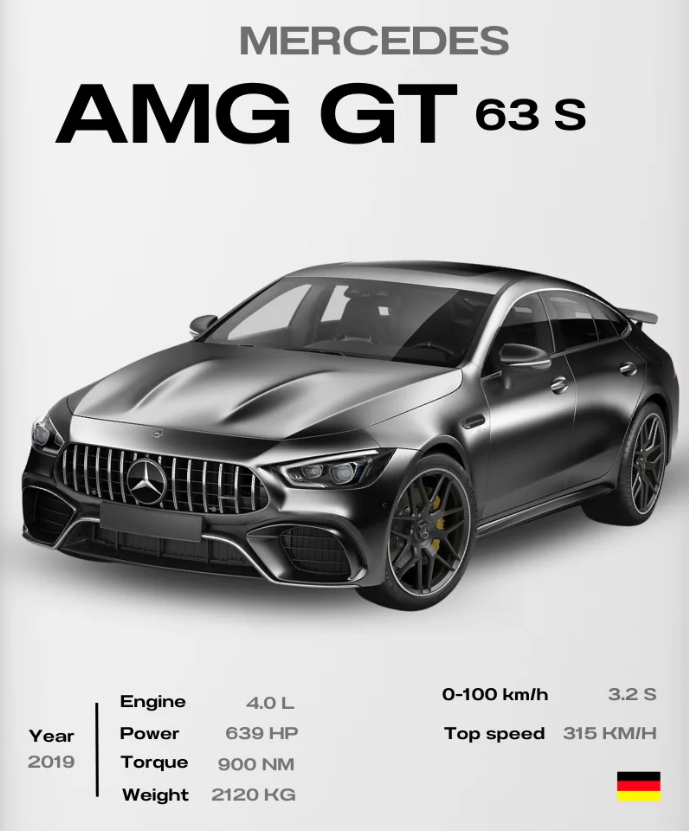 MERCEDES
AMG GT 63 S
Year
2019
Engine 4.0 L
Power 639 HP
Torque 900 NM
Weight 2120 KG
0-100 km/h 3.2 S
Top speed 315 KM/H